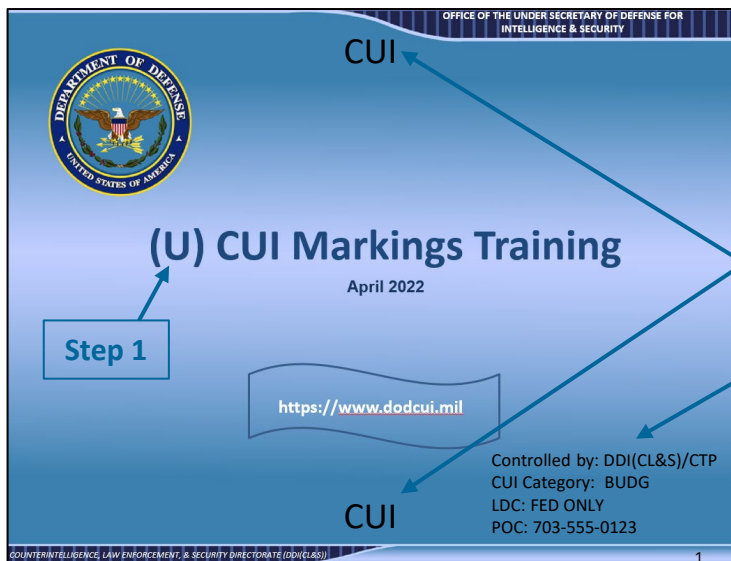 OFFICE OF THE UNDER SECRETARY OF DEFENSE FOR
INTELLIGENCE & SECURITY
CUI
DEPARTMENT OF DEFENSE
UNITED STATES OF AMERICA
(U) CUI Markings Training
April 2022
Step 1
https://www.dodcui.mil
Controlled by: DDI(CL&S)/CTP
CUI Category: BUDG
LDC: FED ONLY
POC: 703-555-0123
CUI
COUNTERINTELLIGENCE, LAW ENFORCEMENT, & SECURITY DIRECTORATE (DDI(CL&S))
1